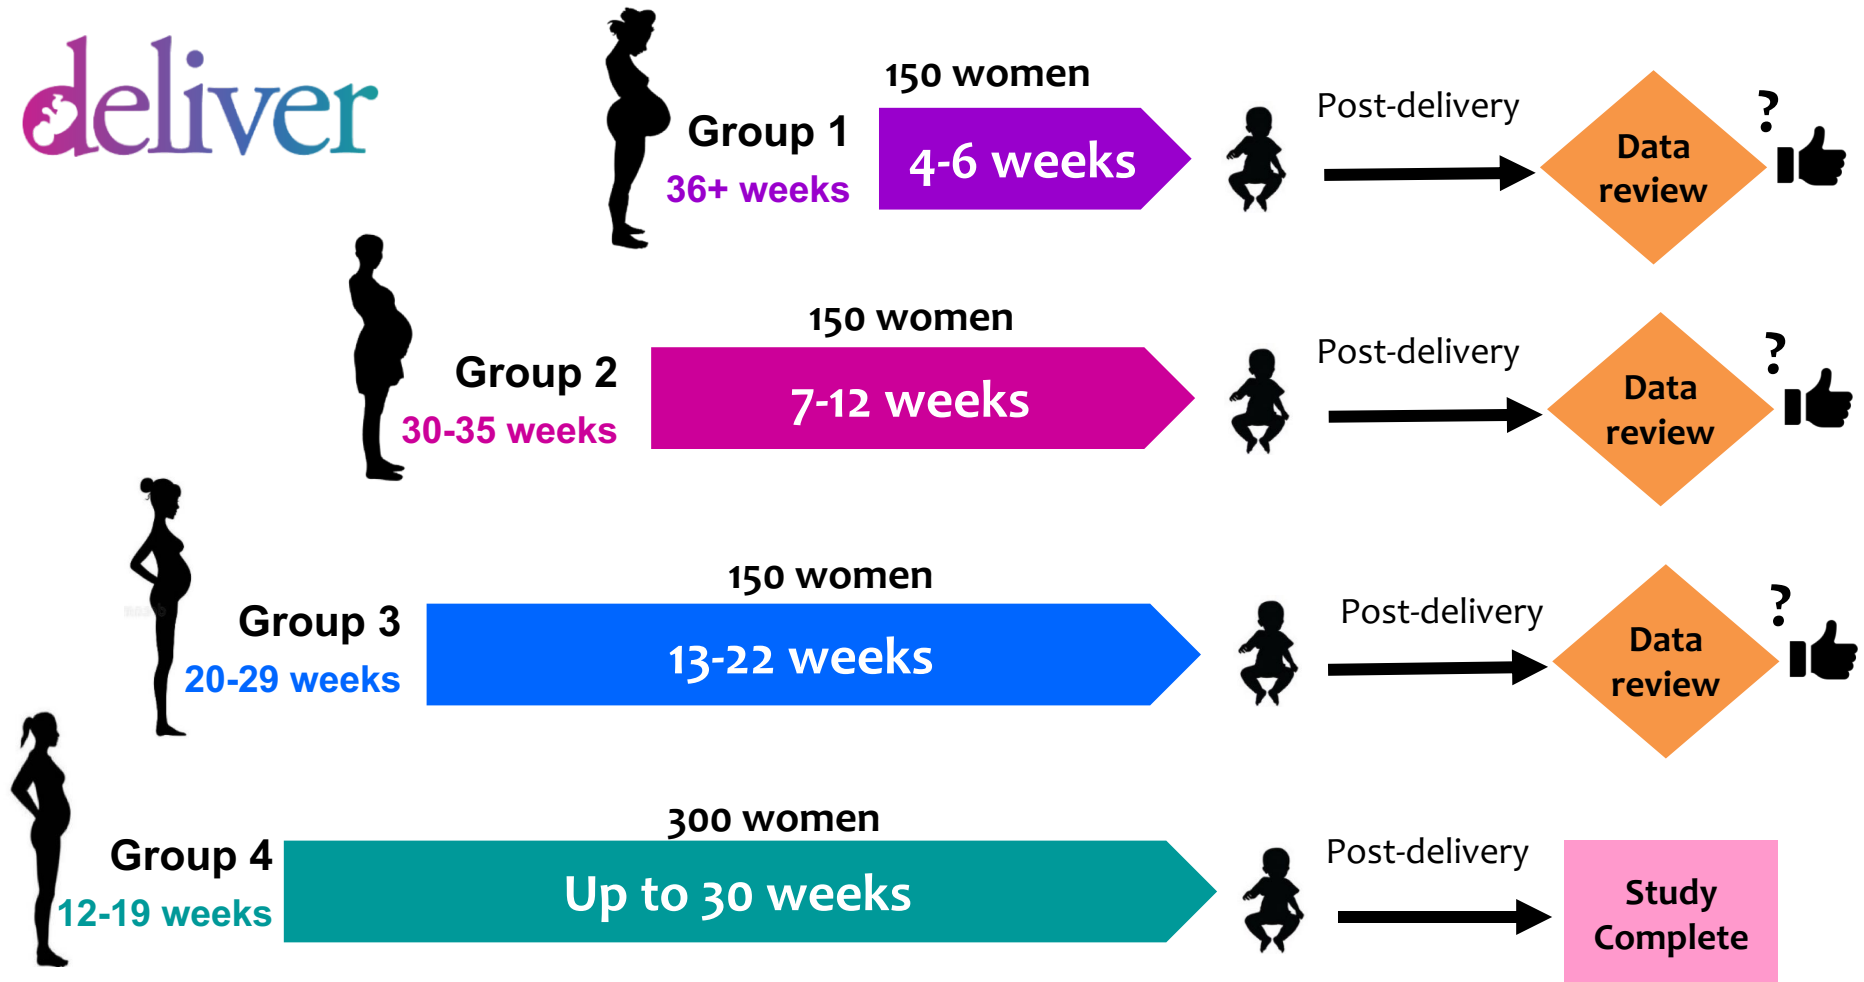 deliver
150 women
Group 1
36+ weeks
4-6 weeks
Post-delivery
Data
review
?
150 women
Group 2
30-35 weeks
7-12 weeks
Post-delivery
Data
review
?
150 women
Group 3
20-29 weeks
13-22 weeks
Post-delivery
Data
review
?
300 women
Group 4
12-19 weeks
Up to 30 weeks
Post-delivery
Study
Complete